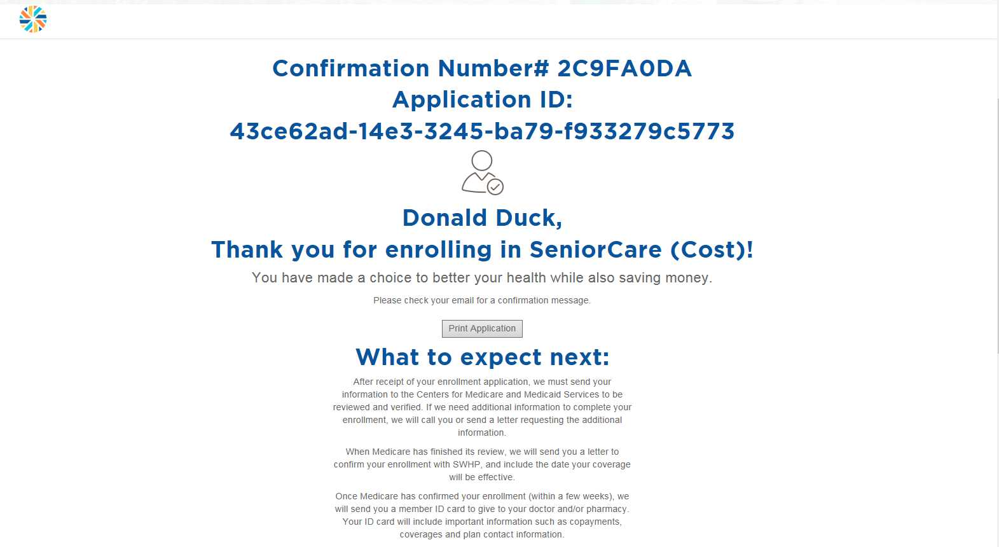 Confirmation Number# 2C9FA0DA
Application ID:
43ce62ad-14e3-3245-ba79-f933279c5773
Donald Duck,
Thank you for enrolling in SeniorCare (Cost)!
You have made a choice to better your health while also saving money.
Please check your email for a confirmation message.
Print Application
What to expect next:
After receipt of your enrollment application, we must send your
information to the Centers for Medicare and Medicaid Services to be
reviewed and verified. If we need additional information to complete your
enrollment, we will call you or send a letter requesting the additional
information.
When Medicare has finished its review, we will send you a letter to
confirm your enrollment with SWHP, and include the date your coverage
will be effective.
Once Medicare has confirmed your enrollment (within a few weeks), we
will send you a member ID card to give to your doctor and/or pharmacy.
Your ID card will include important information such as copayments,
coverages and plan contact information.